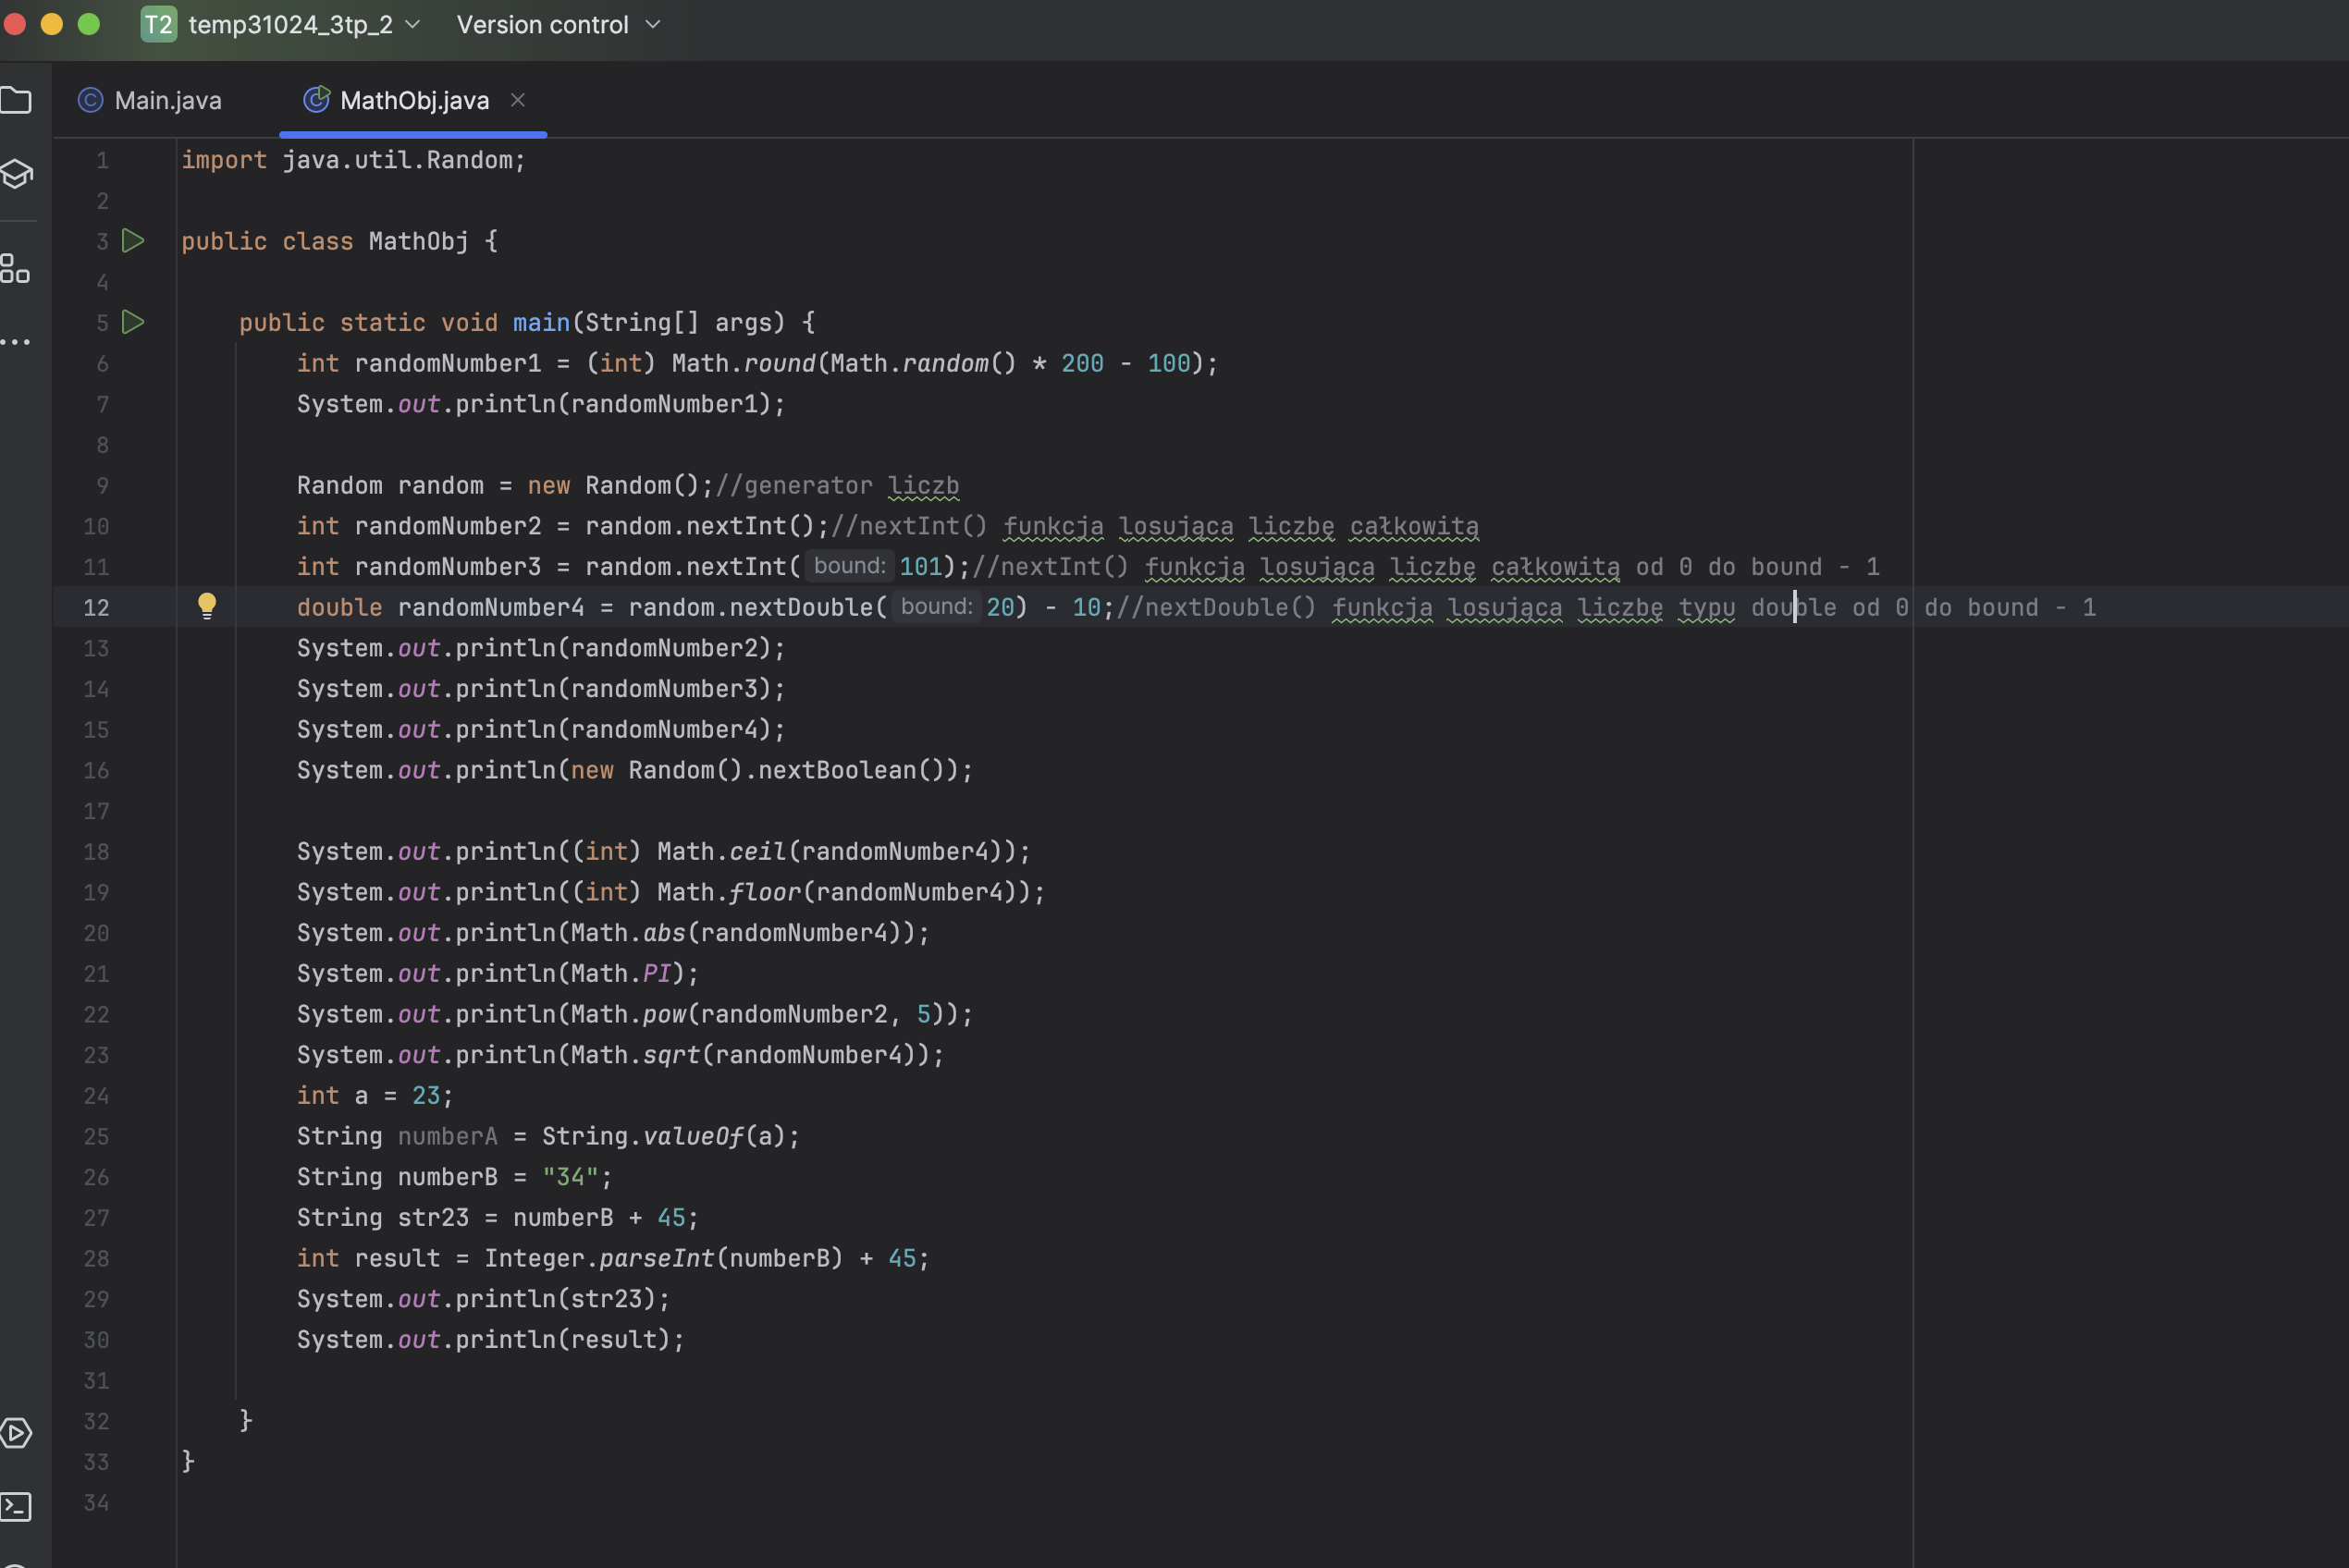 T2 temp31024_3tp_2 Version control
Main.java MathObj.java
1 import java.util.Random;
2
3 public class MathObj {
4
5 public static void main(String[] args) {
6 int randomNumber1 = (int) Math.round(Math.random() * 200 - 100);
7 System.out.println(randomNumber1);
8
9 Random random = new Random();//generator liczb
10 int randomNumber2 = random.nextInt();//nextInt() funkcja losująca liczbę całkowitą
11 int randomNumber3 = random.nextInt( bound: 101);//nextInt() funkcja losująca liczbę całkowitą od 0 do bound - 1
12 double randomNumber4 = random.nextDouble( bound: 20) - 10;//nextDouble() funkcja losująca liczbę typu double od 0 do bound - 1
13 System.out.println(randomNumber2);
14 System.out.println(randomNumber3);
15 System.out.println(randomNumber4);
16 System.out.println(new Random().nextBoolean());
17
18 System.out.println((int) Math.ceil(randomNumber4));
19 System.out.println((int) Math.floor(randomNumber4));
20 System.out.println(Math.abs(randomNumber4));
21 System.out.println(Math.PI);
22 System.out.println(Math.pow(randomNumber2, 5));
23 System.out.println(Math.sqrt(randomNumber4));
24 int a = 23;
25 String numberA = String.valueOf(a);
26 String numberB = "34";
27 String str23 = numberB + 45;
28 int result = Integer.parseInt(numberB) + 45;
29 System.out.println(str23);
30 System.out.println(result);
31
32 }
33 }
34